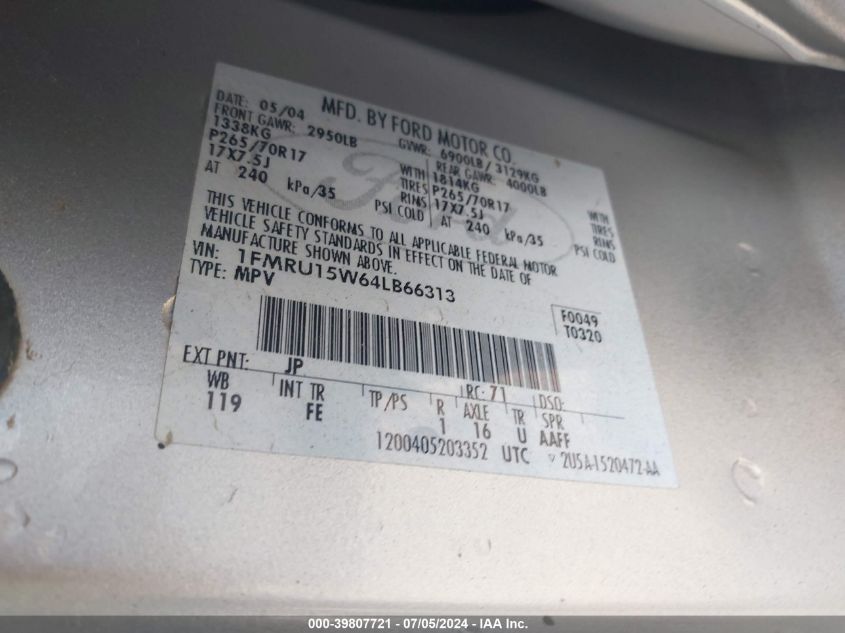 MFD. BY FORD MOTOR CO.
DATE: 05/04 GVWR: 6900LB / 3129KG
FRONT GAWR: 2950LB REAR GAWR: 4000LB
1338KG WITH 1814KG WITH
P265/70R17 TIRES P265/70R17 TIRES
17X7.5J RIMS 17X7.5J RIMS
AT 240 kPa/35 PSI COLD AT 240 kPa/35 PSI COLD
THIS VEHICLE CONFORMS TO ALL APPLICABLE FEDERAL MOTOR
VEHICLE SAFETY STANDARDS IN EFFECT ON THE DATE OF
MANUFACTURE SHOWN ABOVE.
VIN: 1FMRU15W64LB66313
TYPE: MPV
F0049
T0320
EXT PNT: JP RC: 71 DSO:
WB INT TR TP/PS R AXLE TR SPR
119 FE 1 16 U AAFF
1200405203352 UTC 2U5A-1520472-AA
Ford
000-39807721 - 07/05/2024 - IAA Inc.